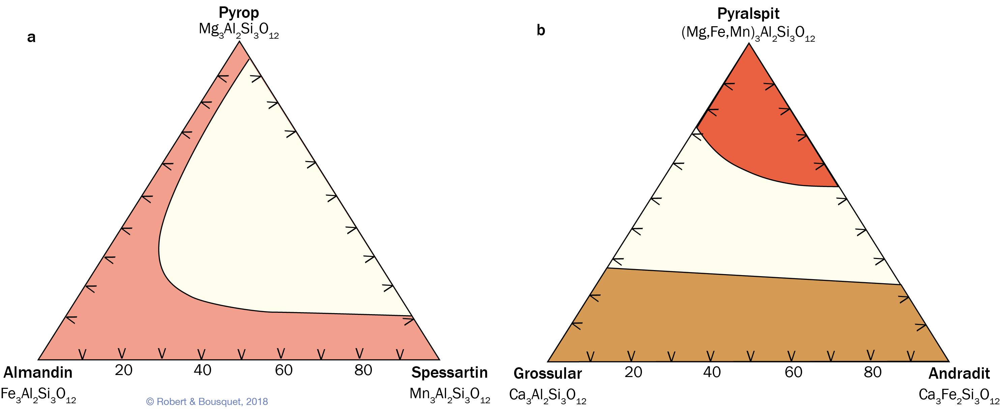 a
Pyrop
Mg₃Al₂Si₃O₁₂
20 40 60 80
Almandin
Fe₃Al₂Si₃O₁₂
Spessartin
Mn₃Al₂Si₃O₁₂
© Robert & Bousquet, 2018
b
Pyralspit
(Mg,Fe,Mn)₃Al₂Si₃O₁₂
20 40 60 80
Grossular
Ca₃Al₂Si₃O₁₂
Andradit
Ca₃Fe₂Si₃O₁₂